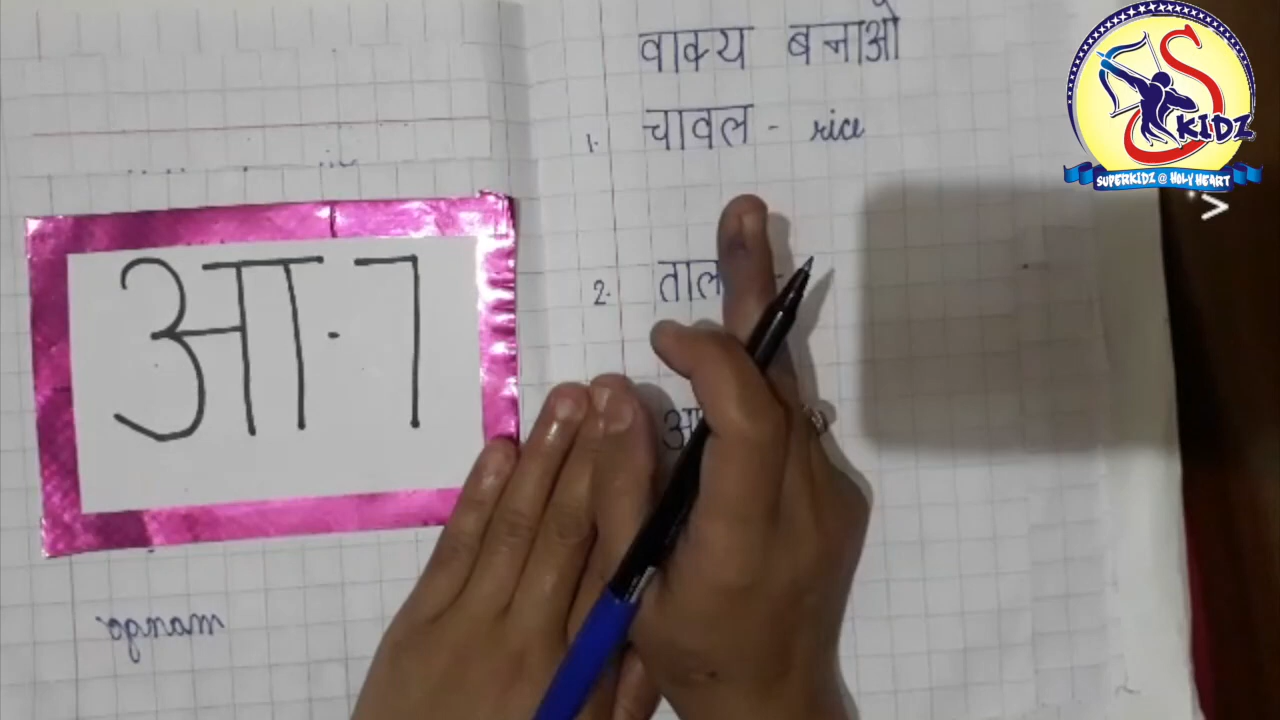 वाक्य बनाओ
1. चावल - rice
2. ताल
आ - ा
S KIDZ
SUPERKIDZ @ HOLY HEART
>